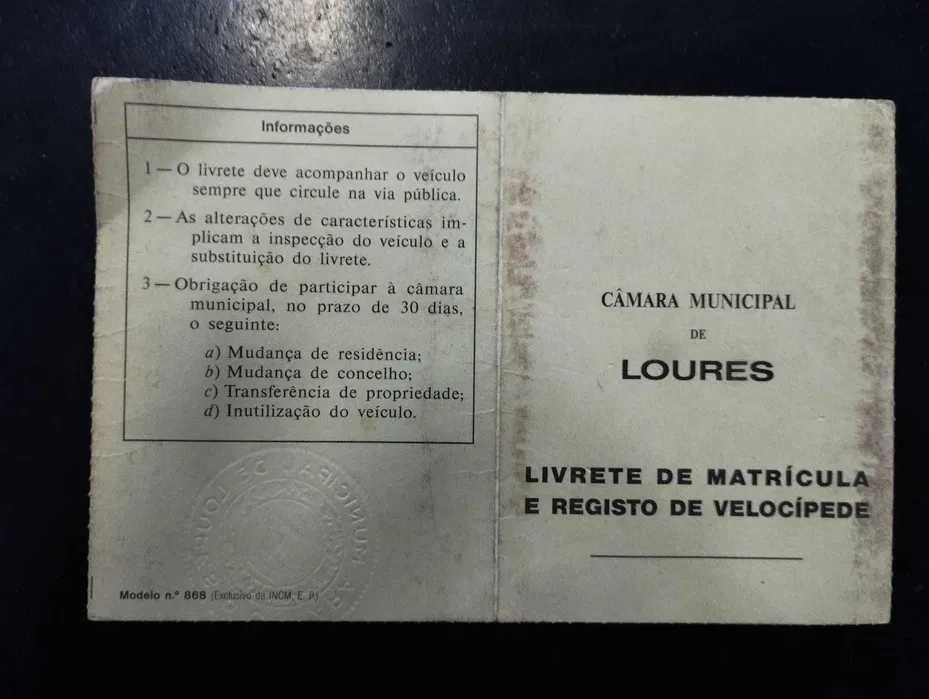 Informações
1 — O livrete deve acompanhar o veículo
sempre que circule na via pública.
2 — As alterações de características im-
plicam a inspecção do veículo e a
substituição do livrete.
3 — Obrigação de participar à câmara
municipal, no prazo de 30 dias,
o seguinte:
a) Mudança de residência;
b) Mudança de concelho;
c) Transferência de propriedade;
d) Inutilização do veículo.
Modelo n.º 868 (Exclusivo da INCM, E. P.)
CÂMARA MUNICIPAL
DE
LOURES
LIVRETE DE MATRÍCULA
E REGISTO DE VELOCÍPEDE